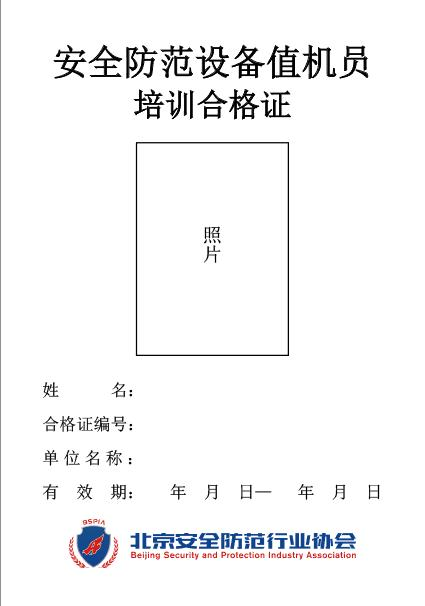 安全防范设备值机员
培训合格证
照
片
姓 名：
合格证编号：
单位名称：
有 效 期： 年 月 日— 年 月 日
BSPIA
北京安全防范行业协会
Beijing Security and Protection Industry Association